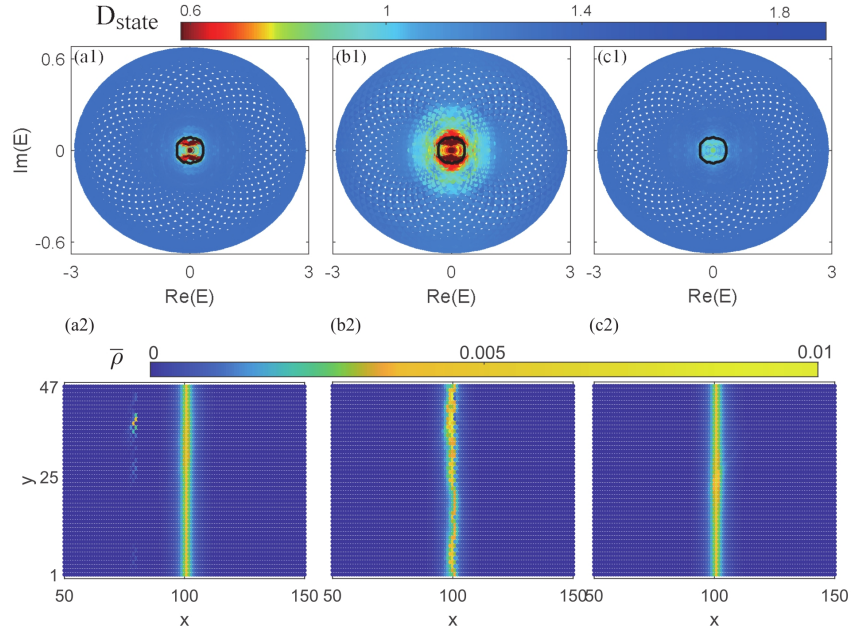 D_state 0.6 1 1.4 1.8
(a1) (b1) (c1)
Im(E) 0.6 0 -0.6
-3 0 3 -3 0 3 -3 0 3
Re(E) Re(E) Re(E)
(a2) (b2) (c2)
ρ̅ 0 0.005 0.01
y 47 25 1
50 100 150 50 100 150 50 100 150
x x x